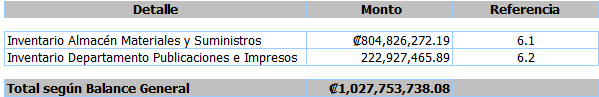 Detalle Monto Referencia
Inventario Almacén Materiales y Suministros ₡804,826,272.19 6.1
Inventario Departamento Publicaciones e Impresos 222,927,465.89 6.2
Total según Balance General ₡1,027,753,738.08